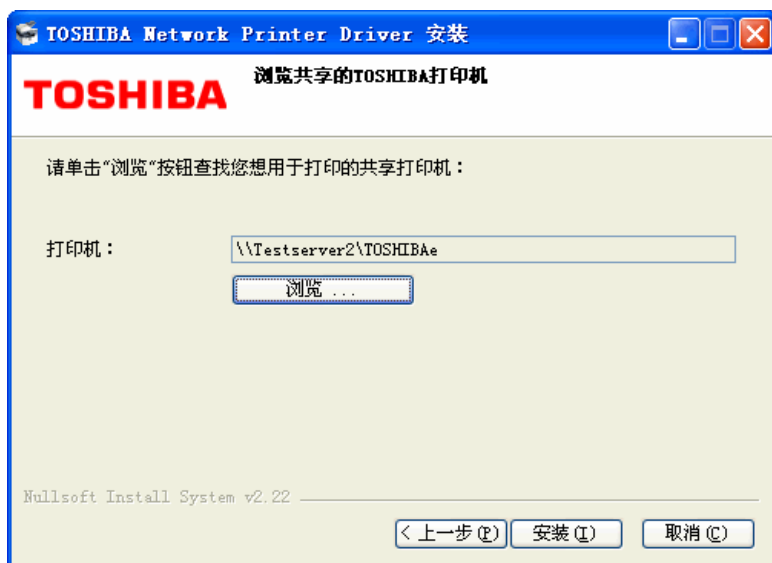 TOSHIBA Network Printer Driver 安装
TOSHIBA
浏览共享的TOSHIBA打印机
请单击“浏览“按钮查找您想用于打印的共享打印机：
打印机：
\\Testserver2\TOSHIBAe
浏览 ...
Nullsoft Install System v2.22
< 上一步(P)
安装(I)
取消(C)